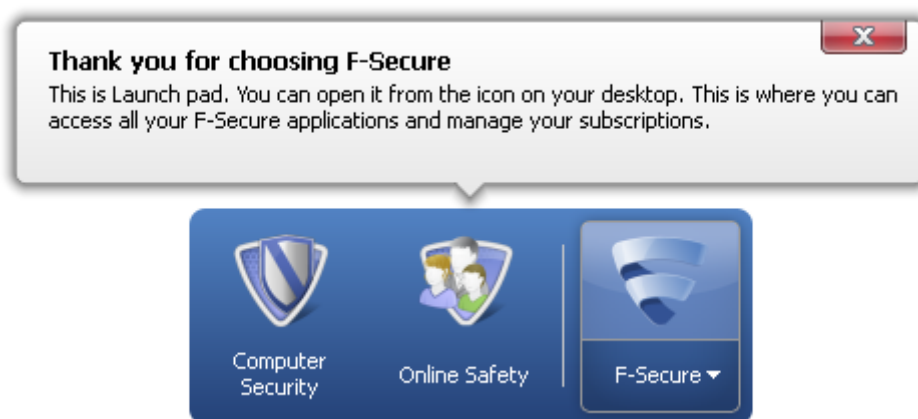 Thank you for choosing F-Secure
This is Launch pad. You can open it from the icon on your desktop. This is where you can
access all your F-Secure applications and manage your subscriptions.
Computer
Security
Online Safety
F-Secure